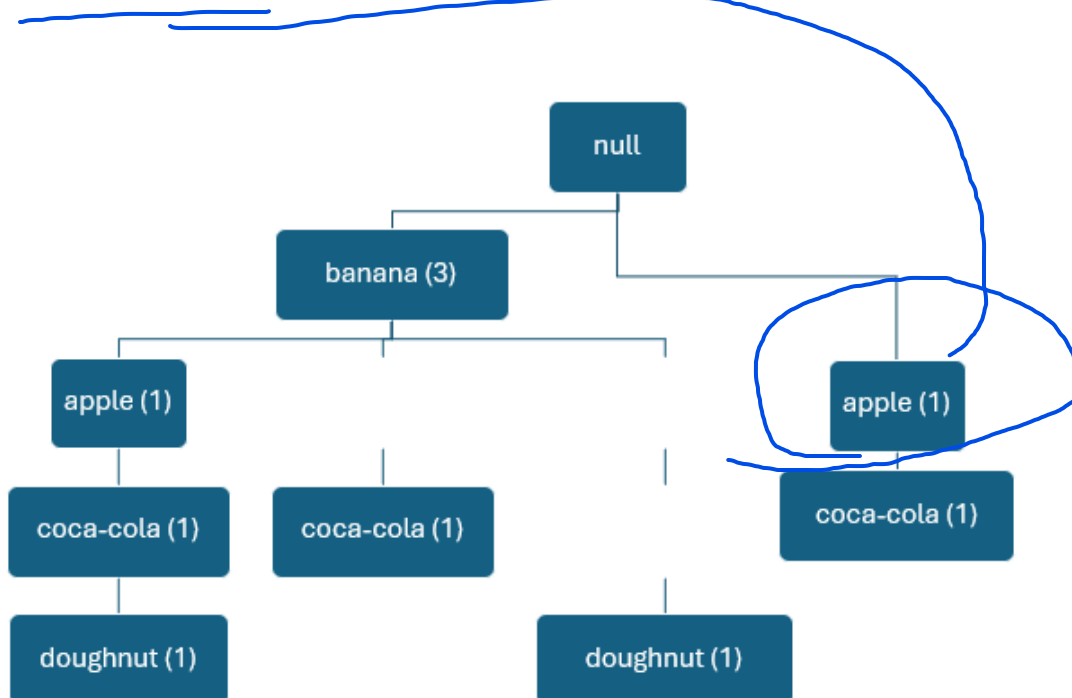 null
banana (3)
apple (1)
apple (1)
coca-cola (1)
coca-cola (1)
coca-cola (1)
doughnut (1)
doughnut (1)